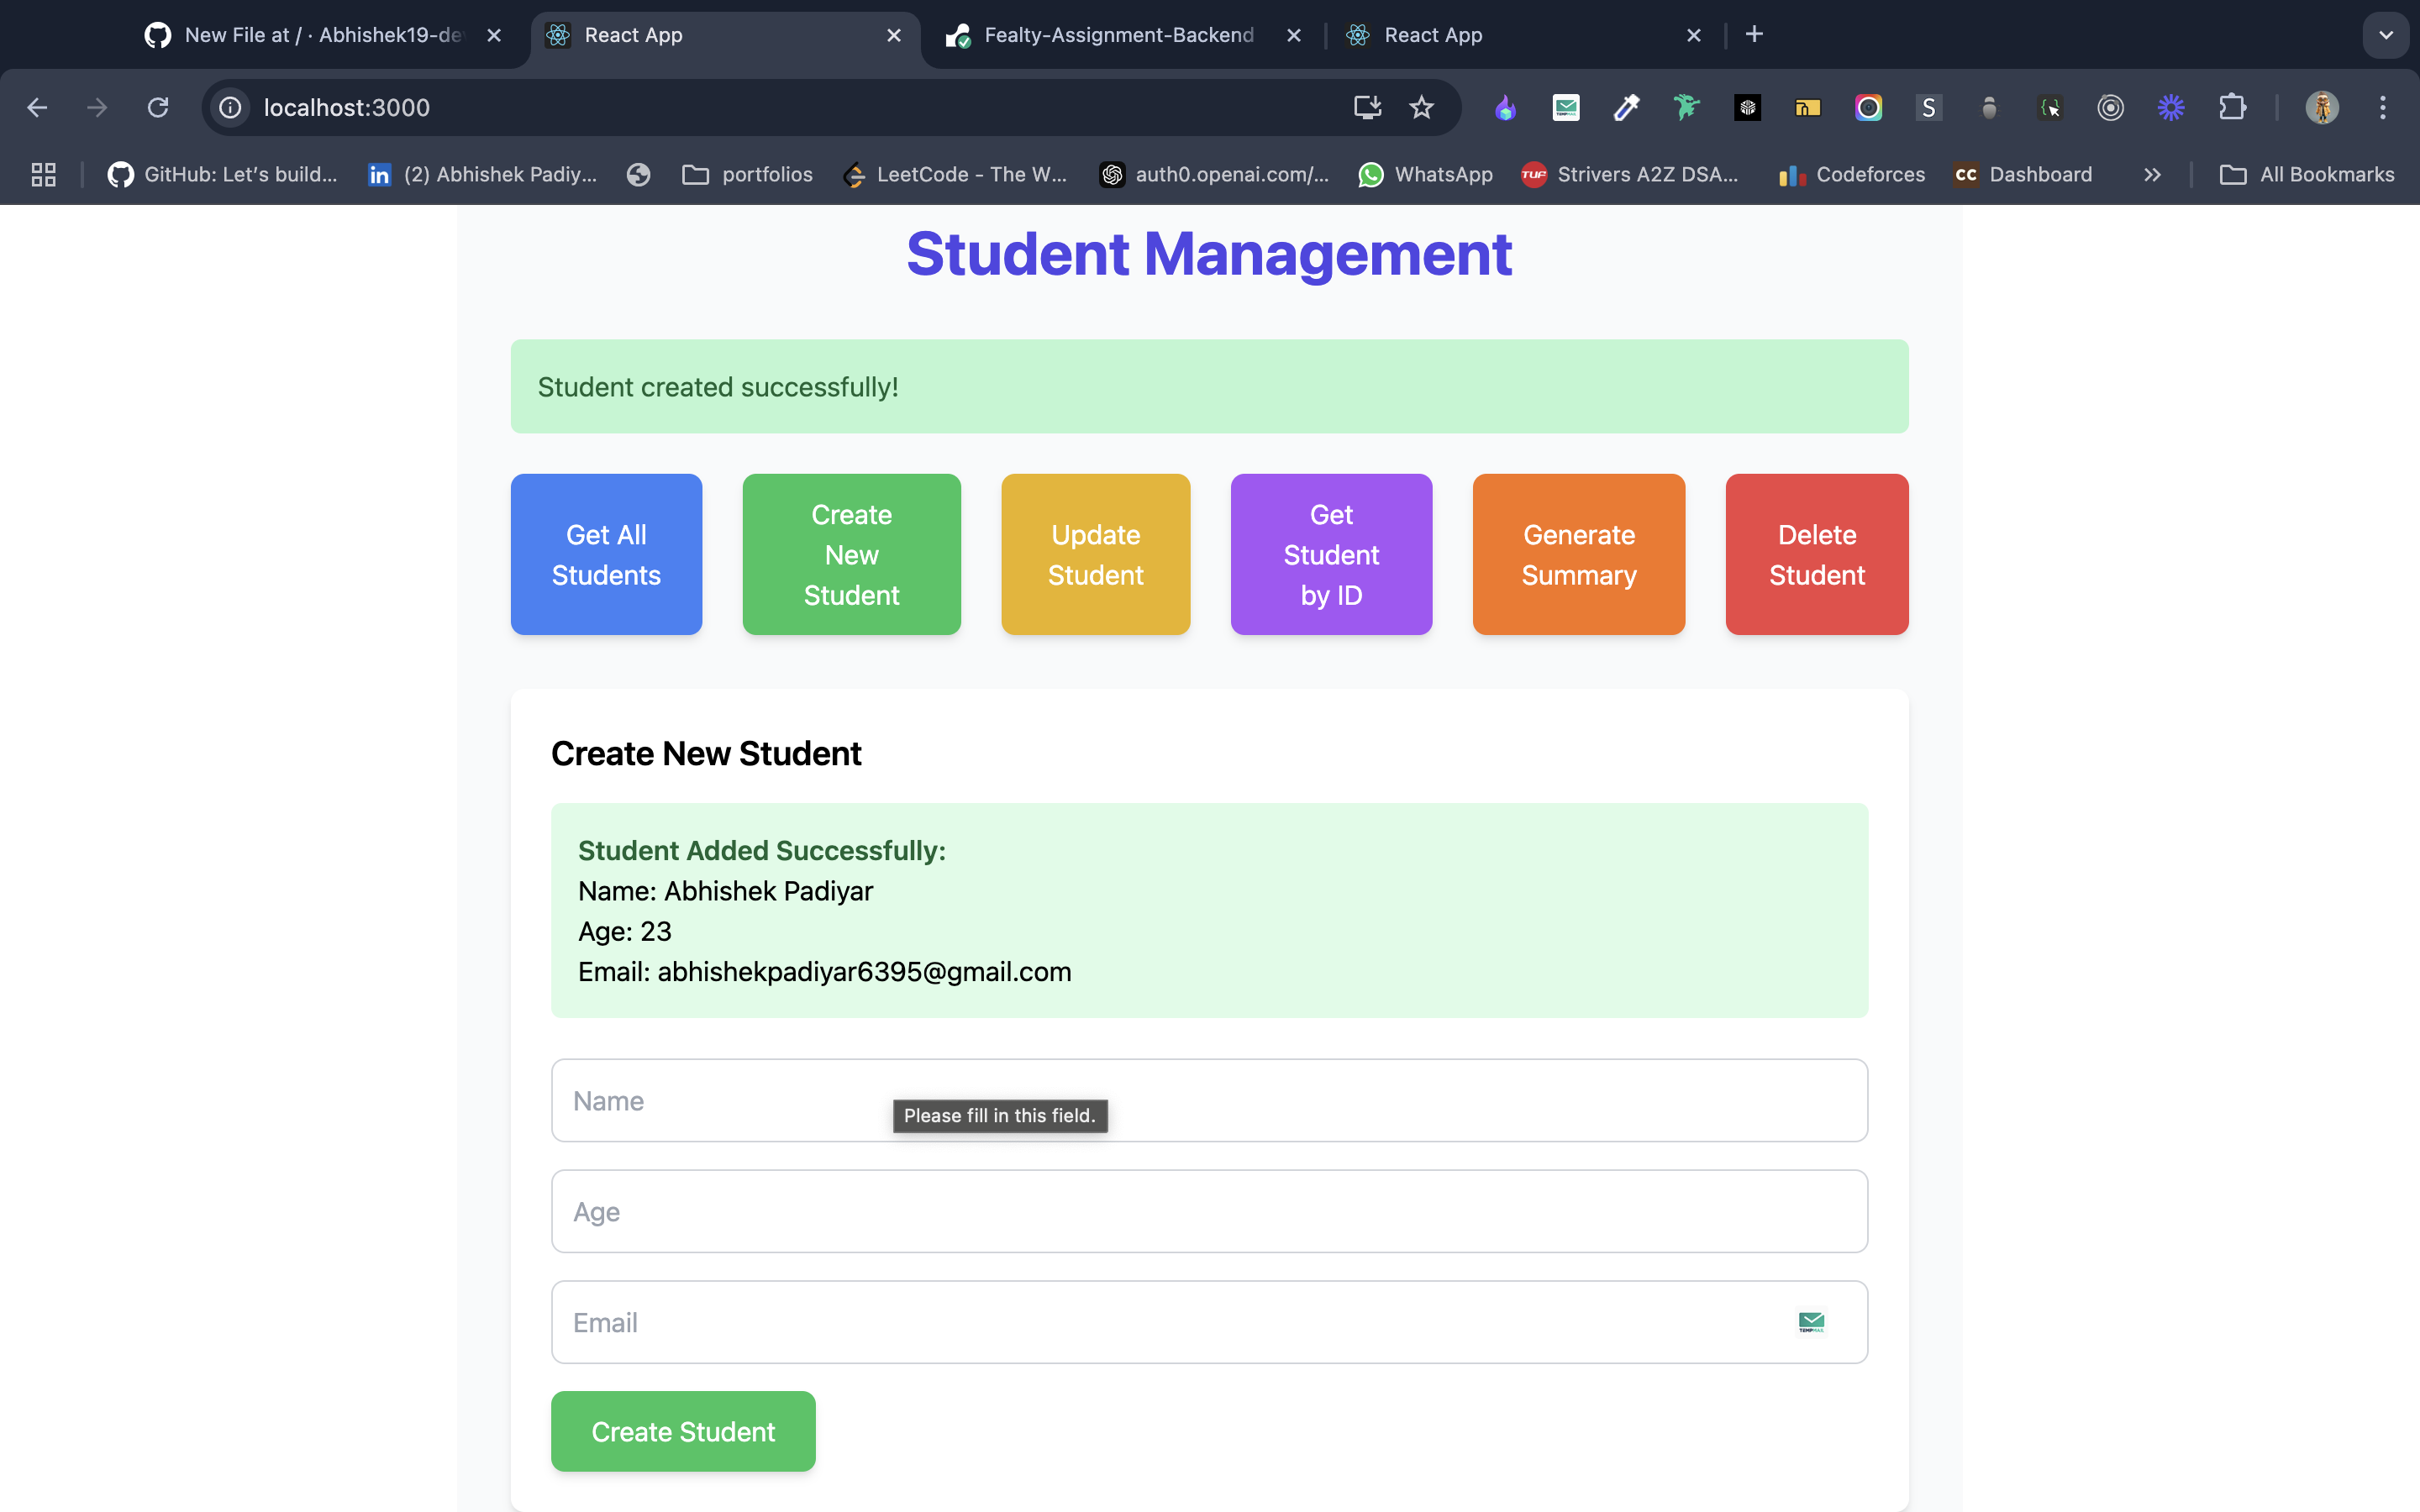 New File at / · Abhishek19-de
React App
Fealty-Assignment-Backend
React App
localhost:3000
S
GitHub: Let's build...
in
(2) Abhishek Padiy...
portfolios
LeetCode - The W...
auth0.openai.com/...
WhatsApp
TUF
Strivers A2Z DSA...
Codeforces
CC
Dashboard
All Bookmarks
Student Management
Student created successfully!
Get All
Students
Create
New
Student
Update
Student
Get
Student
by ID
Generate
Summary
Delete
Student
Create New Student
Student Added Successfully:
Name: Abhishek Padiyar
Age: 23
Email: abhishekpadiyar6395@gmail.com
Name
Please fill in this field.
Age
Email
Create Student